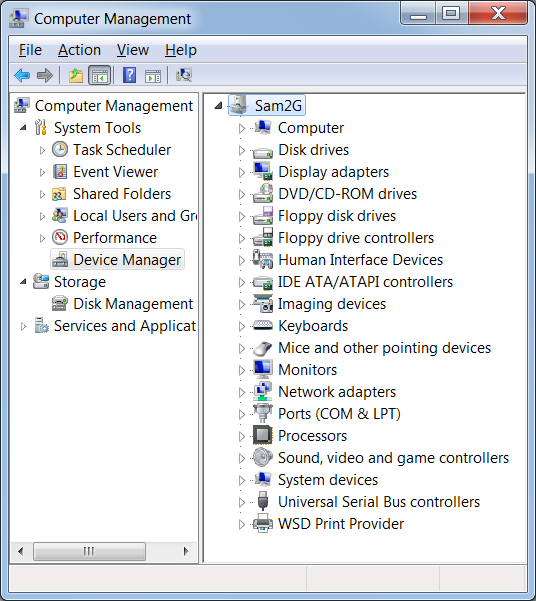 Computer Management
File Action View Help
Computer Management
System Tools
Task Scheduler
Event Viewer
Shared Folders
Local Users and Gr
Performance
Device Manager
Storage
Disk Management
Services and Applicat
Sam2G
Computer
Disk drives
Display adapters
DVD/CD-ROM drives
Floppy disk drives
Floppy drive controllers
Human Interface Devices
IDE ATA/ATAPI controllers
Imaging devices
Keyboards
Mice and other pointing devices
Monitors
Network adapters
Ports (COM & LPT)
Processors
Sound, video and game controllers
System devices
Universal Serial Bus controllers
WSD Print Provider